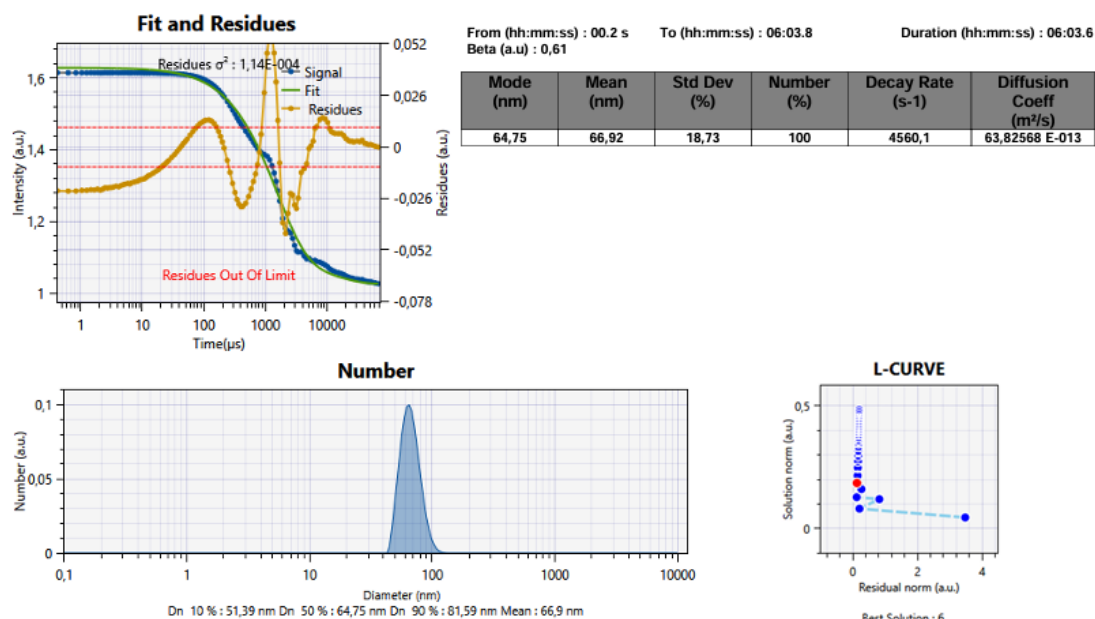 Fit and Residues
Residues σ² : 1,14E-004
Signal
Fit
Residues
Intensity (a.u.)
1,6
1,4
1,2
1
0,052
0,026
0
-0,026
-0,052
-0,078
Residues (a.u.)
Residues Out Of Limit
1 10 100 1000 10000
Time(µs)
From (hh:mm:ss) : 00.2 s To (hh:mm:ss) : 06:03.8 Duration (hh:mm:ss) : 06:03.6
Beta (a.u) : 0,61
Mode (nm) Mean (nm) Std Dev (%) Number (%) Decay Rate (s-1) Diffusion Coeff (m²/s)
64,75 66,92 18,73 100 4560,1 63,82568 E-013
Number
Number (a.u.)
0,1
0,05
0
0,1 1 10 100 1000 10000
Diameter (nm)
Dn 10 % : 51,39 nm Dn 50 % : 64,75 nm Dn 90 % : 81,59 nm Mean : 66,9 nm
L-CURVE
Solution norm (a.u.)
0,5
0
0 2 4
Residual norm (a.u.)
Best Solution : 6